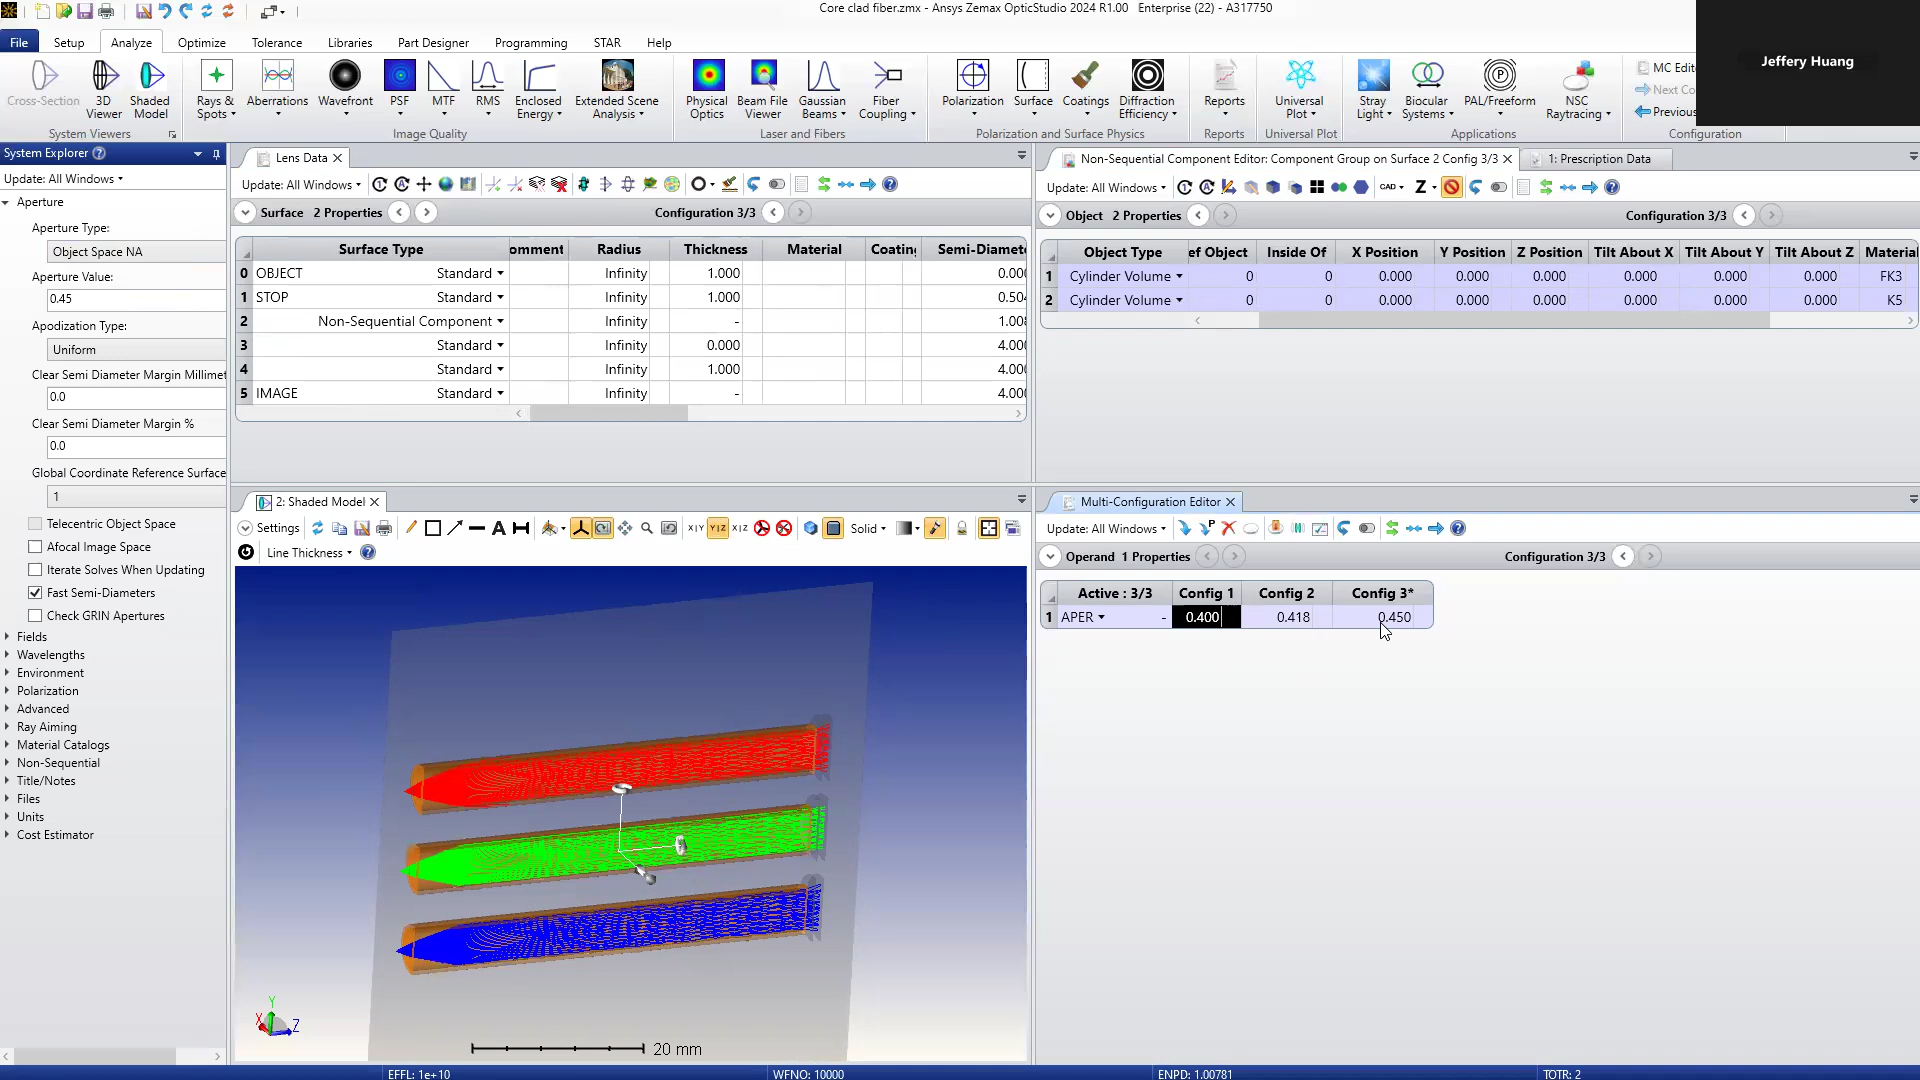 Core clad fiber.zmx - Ansys Zemax OpticStudio 2024 R1.00 Enterprise (22) - A317750
Jeffery Huang
File Setup Analyze Optimize Tolerance Libraries Part Designer Programming STAR Help
Cross-Section
3D Viewer
Shaded Model
Rays & Spots
Aberrations
Wavefront
PSF
MTF
RMS
Enclosed Energy
Extended Scene Analysis
Physical Optics
Beam File Viewer
Gaussian Beams
Fiber Coupling
Polarization
Surface
Coatings
Diffraction Efficiency
Reports
Universal Plot
Stray Light
Biocular Systems
PAL/Freeform
NSC Raytracing
MC Edit
Next Co
Previous
System Viewers
Image Quality
Laser and Fibers
Polarization and Surface Physics
Reports
Universal Plot
Applications
Configuration
System Explorer
Update: All Windows
Aperture
Aperture Type:
Object Space NA
Aperture Value:
0.45
Apodization Type:
Uniform
Clear Semi Diameter Margin Millimet
0.0
Clear Semi Diameter Margin %
0.0
Global Coordinate Reference Surface
1
Telecentric Object Space
Afocal Image Space
Iterate Solves When Updating
Fast Semi-Diameters
Check GRIN Apertures
Fields
Wavelengths
Environment
Polarization
Advanced
Ray Aiming
Material Catalogs
Non-Sequential
Title/Notes
Files
Units
Cost Estimator
Lens Data
Update: All Windows
Surface 2 Properties Configuration 3/3
Surface Type omment Radius Thickness Material Coating Semi-Diamete
0 OBJECT Standard Infinity 1.000 0.000
1 STOP Standard Infinity 1.000 0.504
2 Non-Sequential Component Infinity - 1.008
3 Standard Infinity 0.000 4.000
4 Standard Infinity 1.000 4.000
5 IMAGE Standard Infinity - 4.000
Non-Sequential Component Editor: Component Group on Surface 2 Config 3/3
1: Prescription Data
Update: All Windows
CAD
Z
Object 2 Properties Configuration 3/3
Object Type ef Object Inside Of X Position Y Position Z Position Tilt About X Tilt About Y Tilt About Z Material
1 Cylinder Volume 0 0 0.000 0.000 0.000 0.000 0.000 0.000 FK3
2 Cylinder Volume 0 0 0.000 0.000 0.000 0.000 0.000 0.000 K5
2: Shaded Model
Settings
A
X|Y Y|Z X|Z
Solid
Line Thickness
Y
X
Z
20 mm
Multi-Configuration Editor
Update: All Windows
Operand 1 Properties Configuration 3/3
Active : 3/3 Config 1 Config 2 Config 3*
1 APER - 0.400 0.418 0.450
EFFL: 1e+10
WFNO: 10000
ENPD: 1.00781
TOTR: 2